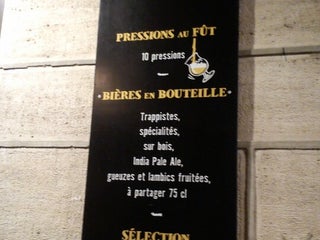 PRESSIONS AU FÛT
10 pressions
• BIÈRES EN BOUTEILLE •
Trappistes,
spécialités,
sur bois,
India Pale Ale,
gueuzes et lambics fruitées,
à partager 75 cl
SÉLECTION